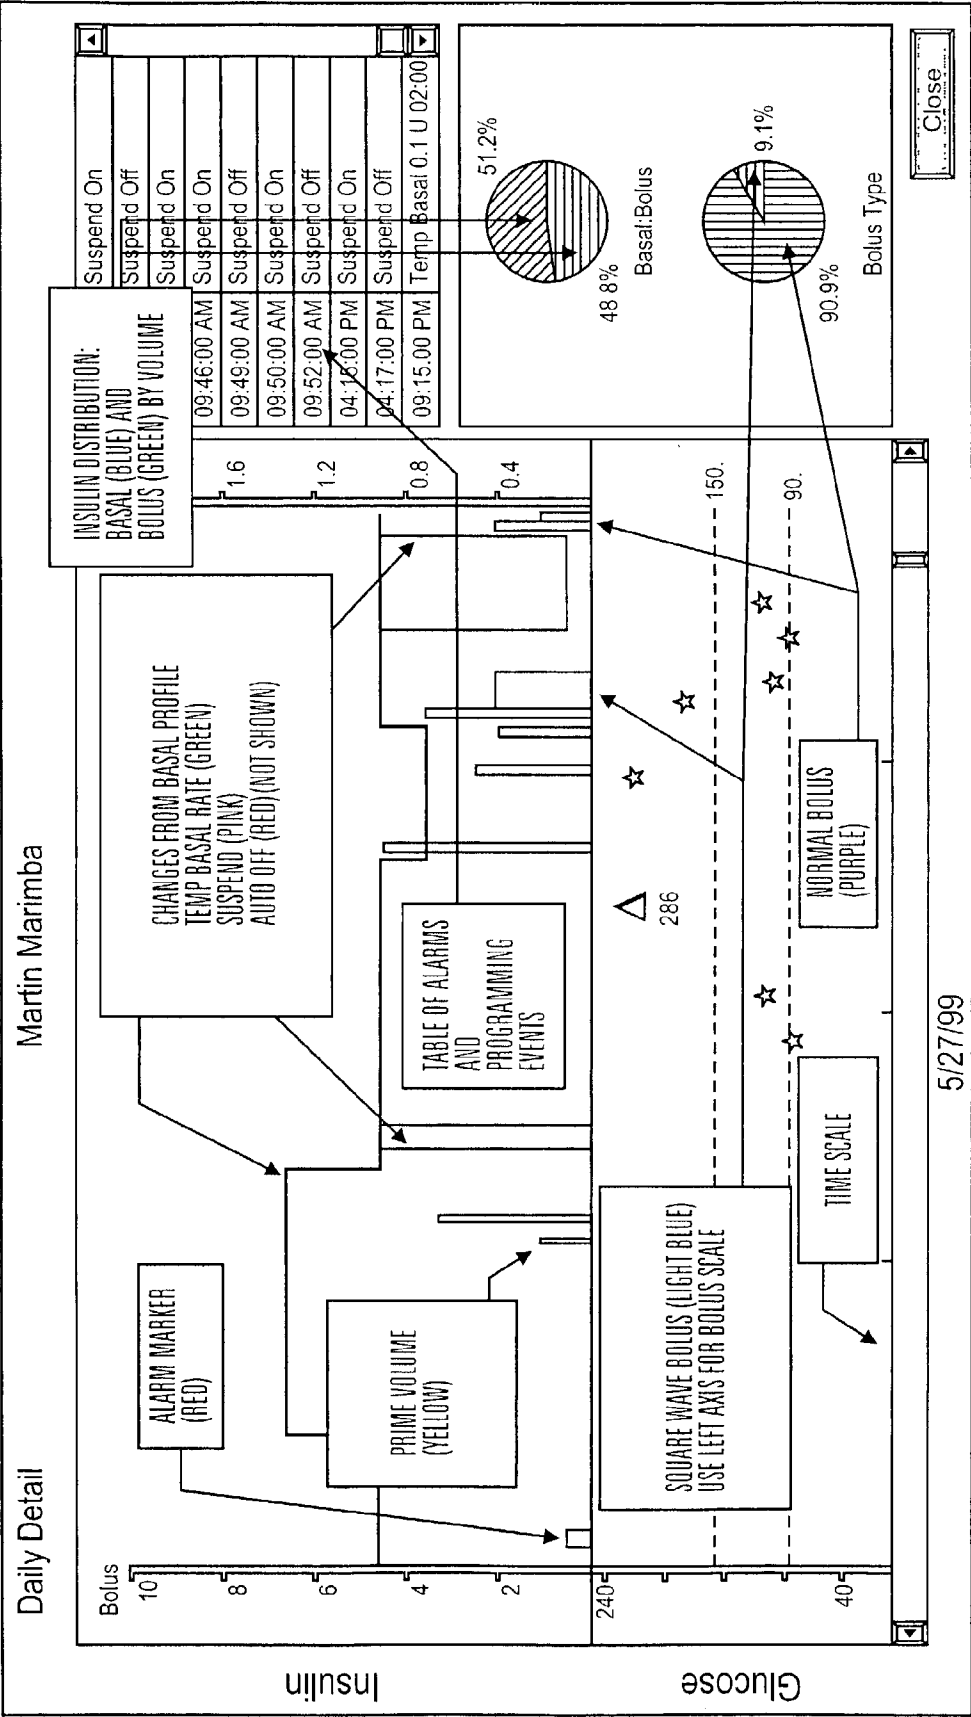 Daily Detail
Martin Marimba
Insulin
Glucose
Bolus
10
8
6
4
2
240
40
1.6
1.2
0.8
0.4
150.
90.
286
ALARM MARKER
(RED)
PRIME VOLUME
(YELLOW)
CHANGES FROM BASAL PROFILE
TEMP BASAL RATE (GREEN)
SUSPEND (PINK)
AUTO OFF (RED)(NOT SHOWN)
INSULIN DISTRIBUTION:
BASAL (BLUE) AND
BOLUS (GREEN) BY VOLUME
TABLE OF ALARMS
AND
PROGRAMMING
EVENTS
SQUARE WAVE BOLUS (LIGHT BLUE)
USE LEFT AXIS FOR BOLUS SCALE
TIME SCALE
NORMAL BOLUS
(PURPLE)
Suspend On
Suspend Off
Suspend On
09:46:00 AM Suspend On
09:49:00 AM Suspend Off
09:50:00 AM Suspend On
09:52:00 AM Suspend Off
04:15:00 PM Suspend On
04:17:00 PM Suspend Off
09:15.00 PM Temp Basal 0.1 U 02:00
51.2%
48.8%
Basal:Bolus
9.1%
90.9%
Bolus Type
5/27/99
Close